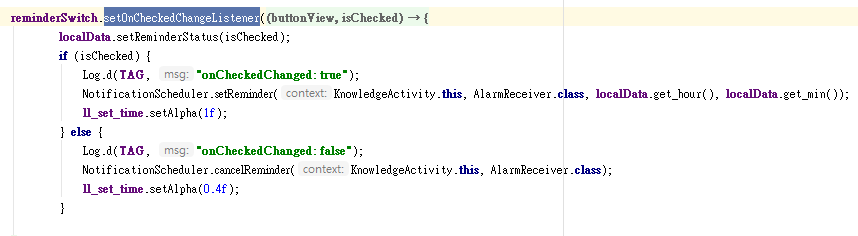 reminderSwitch.setOnCheckedChangeListener((buttonView, isChecked) → {
localData.setReminderStatus(isChecked);
if (isChecked) {
Log.d(TAG, msg: "onCheckedChanged: true");
NotificationScheduler.setReminder( context: KnowledgeActivity.this, AlarmReceiver.class, localData.get_hour(), localData.get_min());
ll_set_time.setAlpha(1f);
} else {
Log.d(TAG, msg: "onCheckedChanged: false");
NotificationScheduler.cancelReminder( context: KnowledgeActivity.this, AlarmReceiver.class);
ll_set_time.setAlpha(0.4f);
}